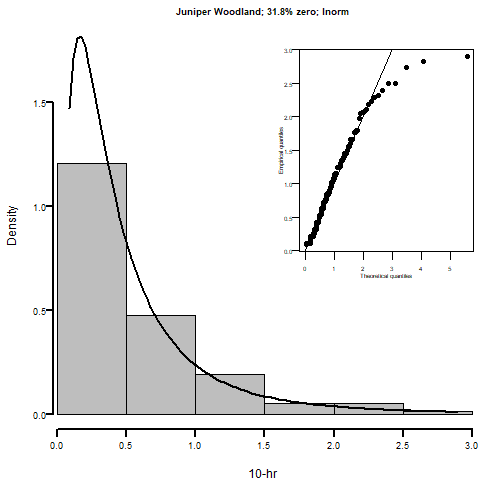 Juniper Woodland; 31.8% zero; lnorm
Density
0.0
0.5
1.0
1.5
0.0 0.5 1.0 1.5 2.0 2.5 3.0
10-hr
Empirical quantiles
0.0
0.5
1.0
1.5
2.0
2.5
3.0
0 1 2 3 4 5
Theoretical quantiles